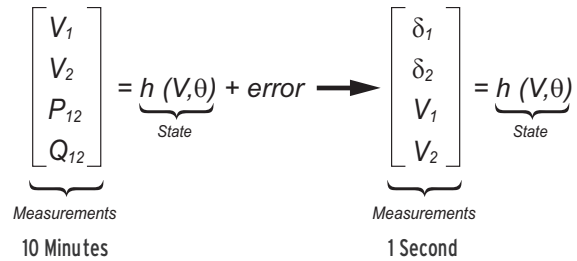 V₁
V₂
P₁₂
Q₁₂
= h (V,θ) + error
State
Measurements
10 Minutes
δ₁
δ₂
V₁
V₂
= h (V,θ)
State
Measurements
1 Second